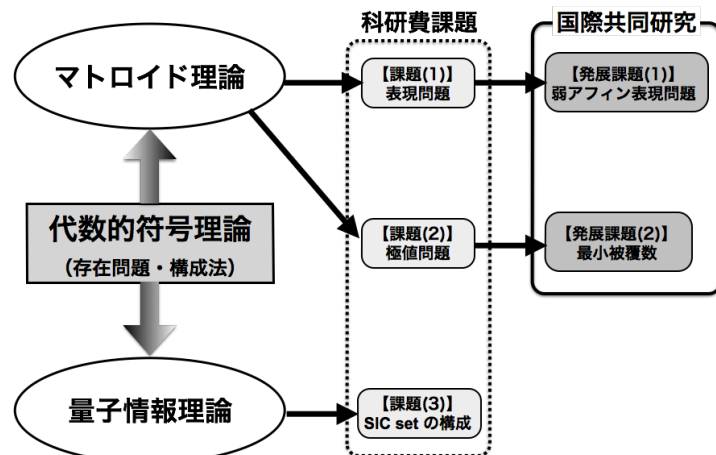 科研費課題
国際共同研究
マトロイド理論
【課題(1)】
表現問題
【発展課題(1)】
弱アフィン表現問題
代数的符号理論
（存在問題・構成法）
【課題(2)】
極値問題
【発展課題(2)】
最小被覆数
量子情報理論
【課題(3)】
SIC set の構成